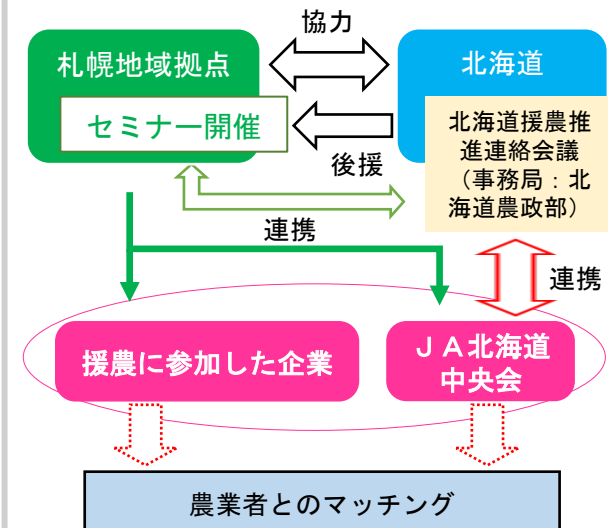 協力
札幌地域拠点
北海道
セミナー開催
後援
北海道援農推
進連絡会議
（事務局：北
海道農政部）
連携
連携
援農に参加した企業
ＪＡ北海道
中央会
農業者とのマッチング